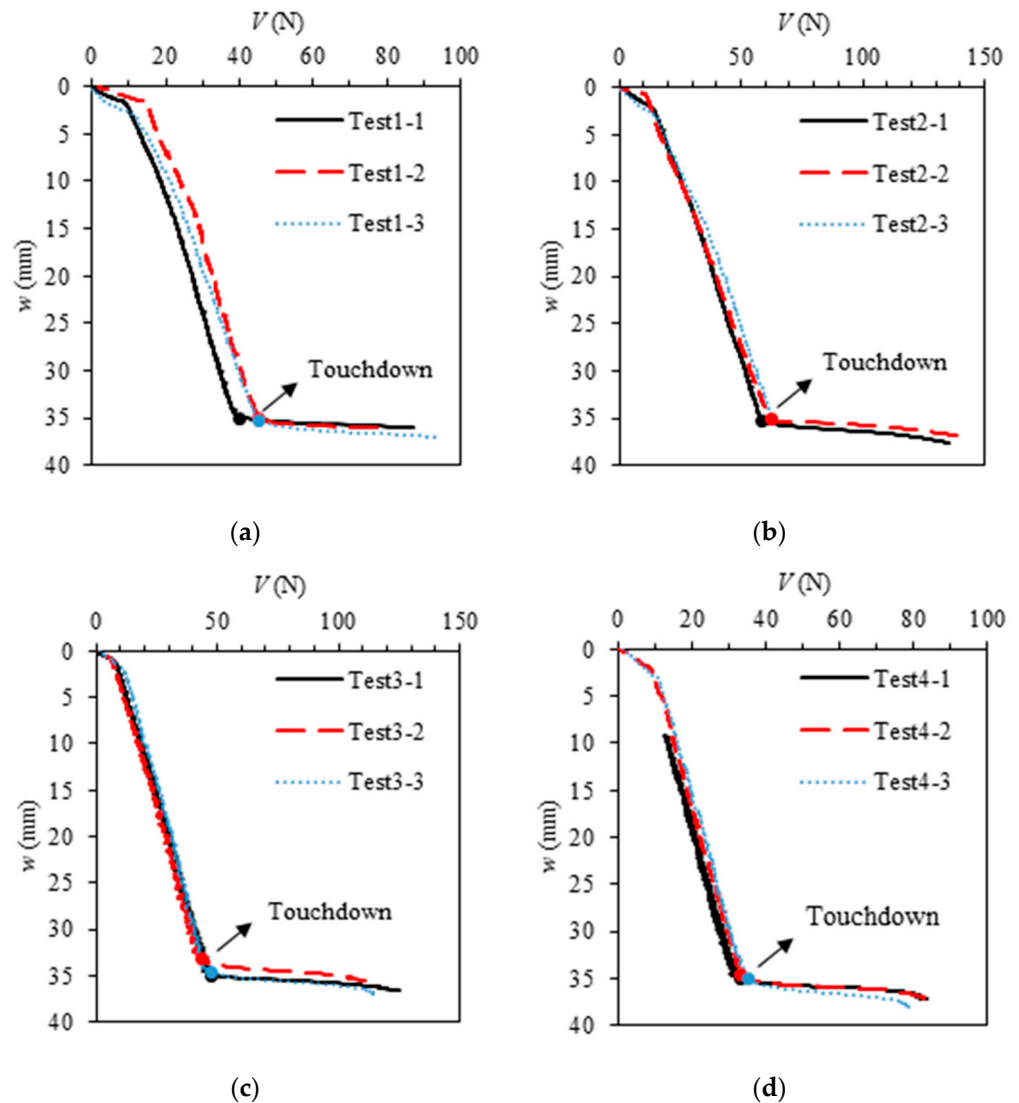 V (N)
0 20 40 60 80 100
0
5
10
15
20
25
30
35
40
w (mm)
Test1-1
Test1-2
Test1-3
Touchdown
(a)
V (N)
0 50 100 150
0
5
10
15
20
25
30
35
40
w (mm)
Test2-1
Test2-2
Test2-3
Touchdown
(b)
V (N)
0 50 100 150
0
5
10
15
20
25
30
35
40
w (mm)
Test3-1
Test3-2
Test3-3
Touchdown
(c)
V (N)
0 20 40 60 80 100
0
5
10
15
20
25
30
35
40
w (mm)
Test4-1
Test4-2
Test4-3
Touchdown
(d)